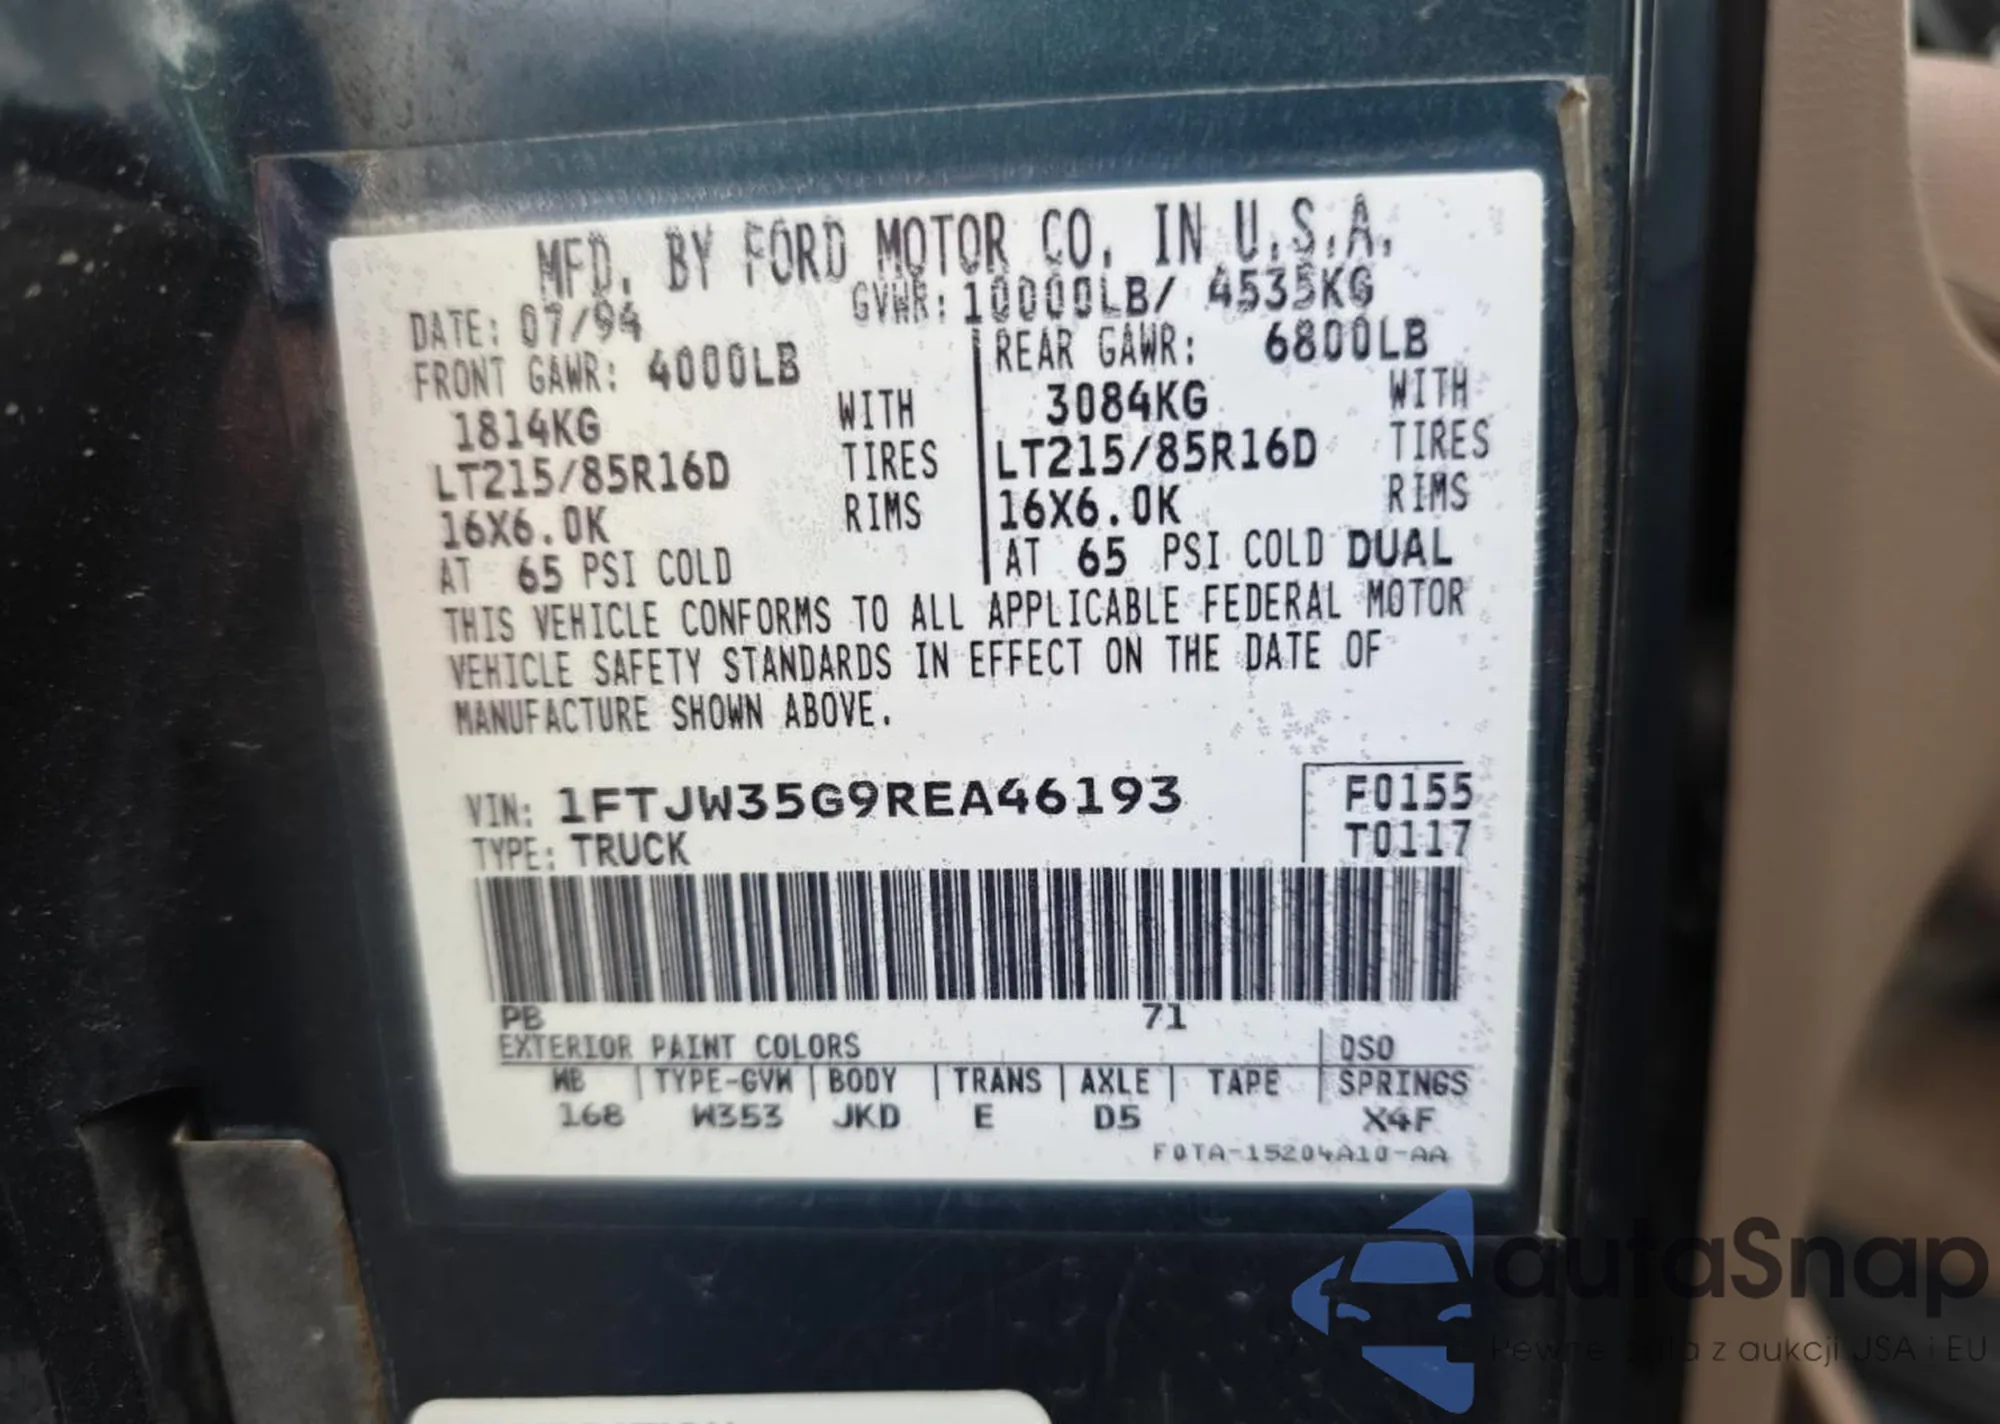 MFD. BY FORD MOTOR CO. IN U.S.A.
DATE: 07/94 GVWR: 10000LB/ 4535KG
FRONT GAWR: 4000LB REAR GAWR: 6800LB
1814KG WITH 3084KG WITH
LT215/85R16D TIRES LT215/85R16D TIRES
16X6.0K RIMS 16X6.0K RIMS
AT 65 PSI COLD AT 65 PSI COLD DUAL
THIS VEHICLE CONFORMS TO ALL APPLICABLE FEDERAL MOTOR
VEHICLE SAFETY STANDARDS IN EFFECT ON THE DATE OF
MANUFACTURE SHOWN ABOVE.
VIN: 1FTJW35G9REA46193 F0155
TYPE: TRUCK T0117
PB 71
EXTERIOR PAINT COLORS DSO
WB TYPE-GVW BODY TRANS AXLE TAPE SPRINGS
168 W353 JKD E D5 X4F
F0TA-15204A10-AA
autoSnap
z aukcji USA i EU